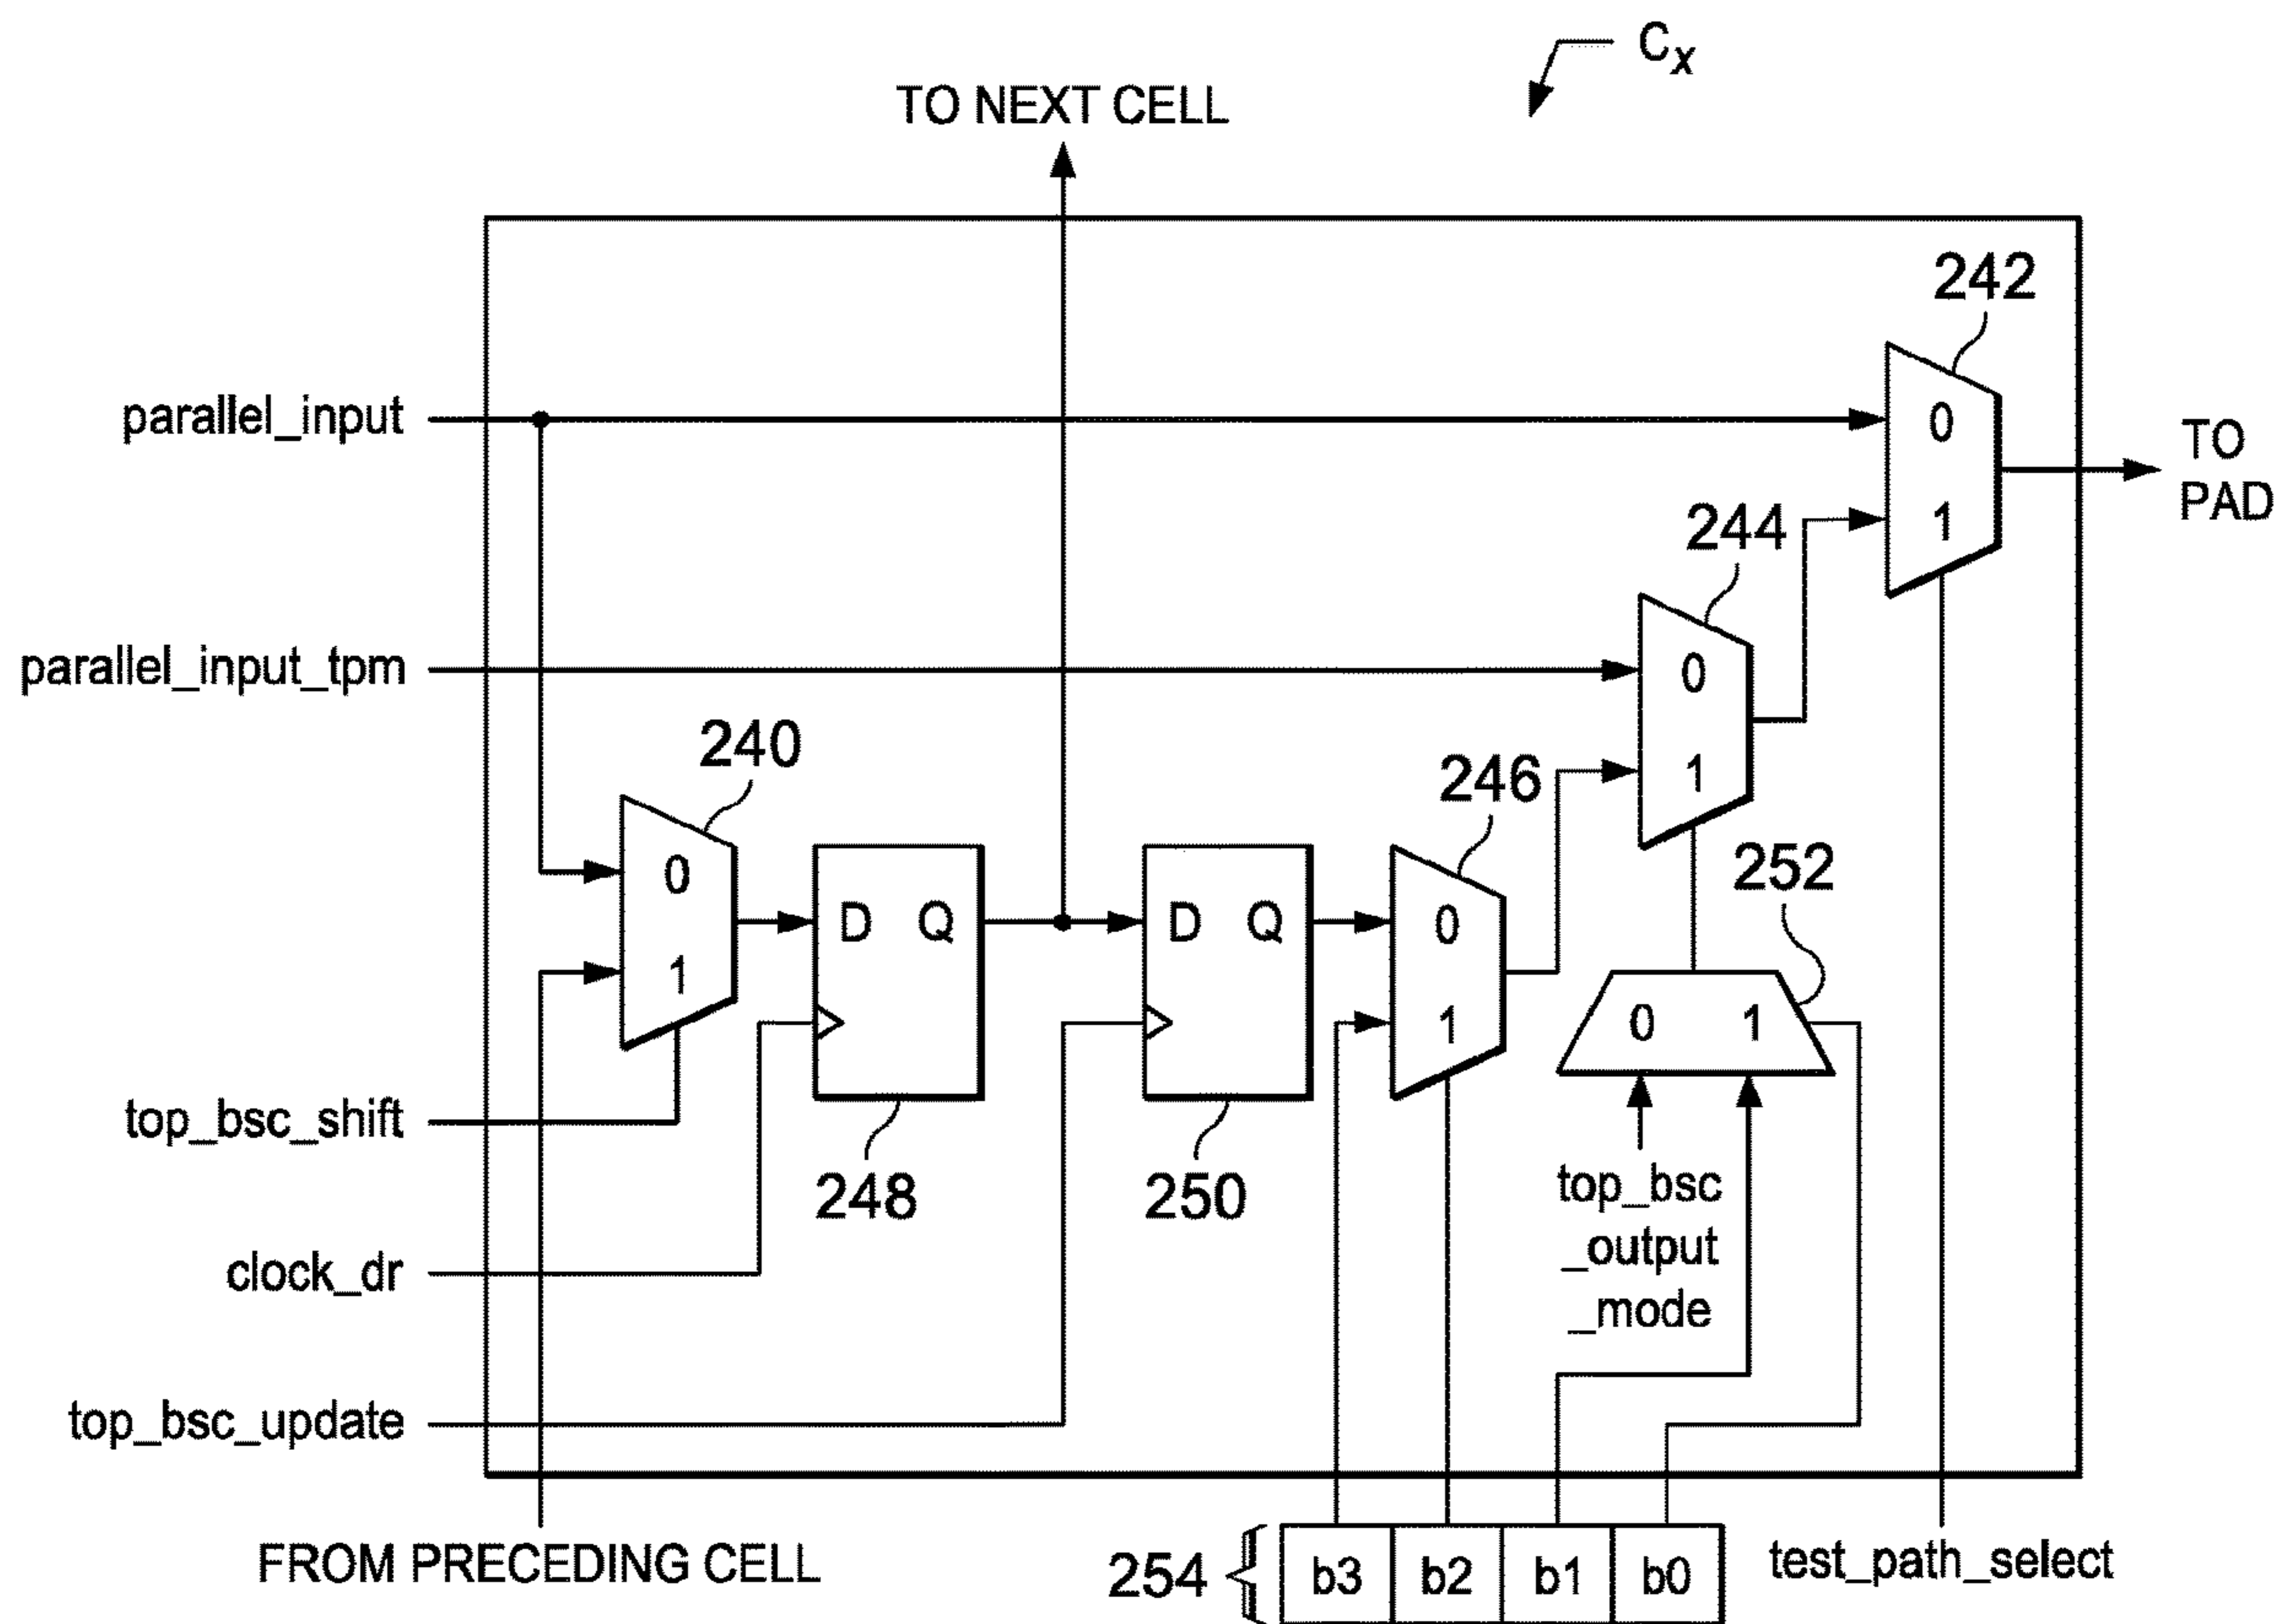 Cx
TO NEXT CELL
242
parallel_input
0
TO
PAD
1
244
parallel_input_tpm
0
240
1
246
252
0
D Q
D Q
0
1
1
0 1
top_bsc_shift
248
250
top_bsc
_output
_mode
clock_dr
top_bsc_update
FROM PRECEDING CELL
254
b3 b2 b1 b0
test_path_select